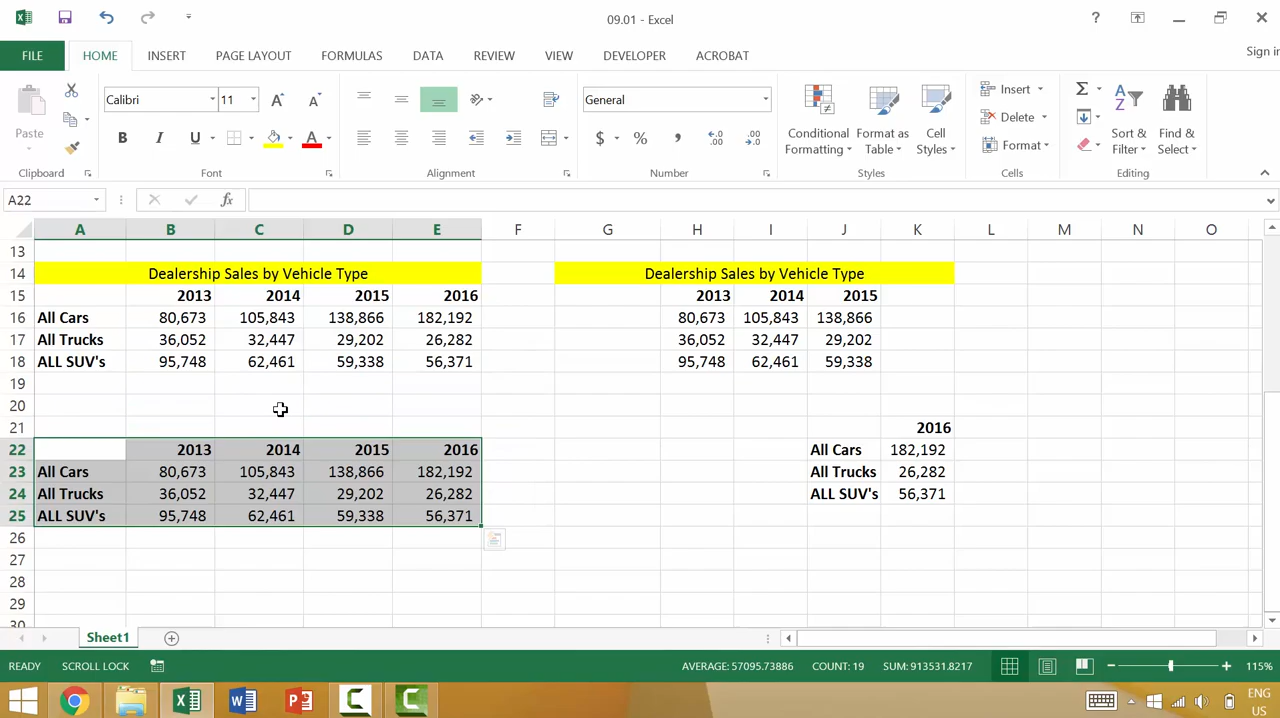 09.01 - Excel
?
FILE HOME INSERT PAGE LAYOUT FORMULAS DATA REVIEW VIEW DEVELOPER ACROBAT Sign in
Paste Calibri 11 A A General Conditional Formatting Format as Table Cell Styles Insert Delete Format Sort & Filter Find & Select
B I U A $ % ,
Clipboard Font Alignment Number Styles Cells Editing
A22 fx
A B C D E F G H I J K L M N O
13
14 Dealership Sales by Vehicle Type Dealership Sales by Vehicle Type
15 2013 2014 2015 2016 2013 2014 2015
16 All Cars 80,673 105,843 138,866 182,192 80,673 105,843 138,866
17 All Trucks 36,052 32,447 29,202 26,282 36,052 32,447 29,202
18 ALL SUV's 95,748 62,461 59,338 56,371 95,748 62,461 59,338
19
20
21 2016
22 2013 2014 2015 2016 All Cars 182,192
23 All Cars 80,673 105,843 138,866 182,192 All Trucks 26,282
24 All Trucks 36,052 32,447 29,202 26,282 ALL SUV's 56,371
25 ALL SUV's 95,748 62,461 59,338 56,371
26
27
28
29
30
Sheet1
READY SCROLL LOCK AVERAGE: 57095.73886 COUNT: 19 SUM: 913531.8217 115%
ENG
US